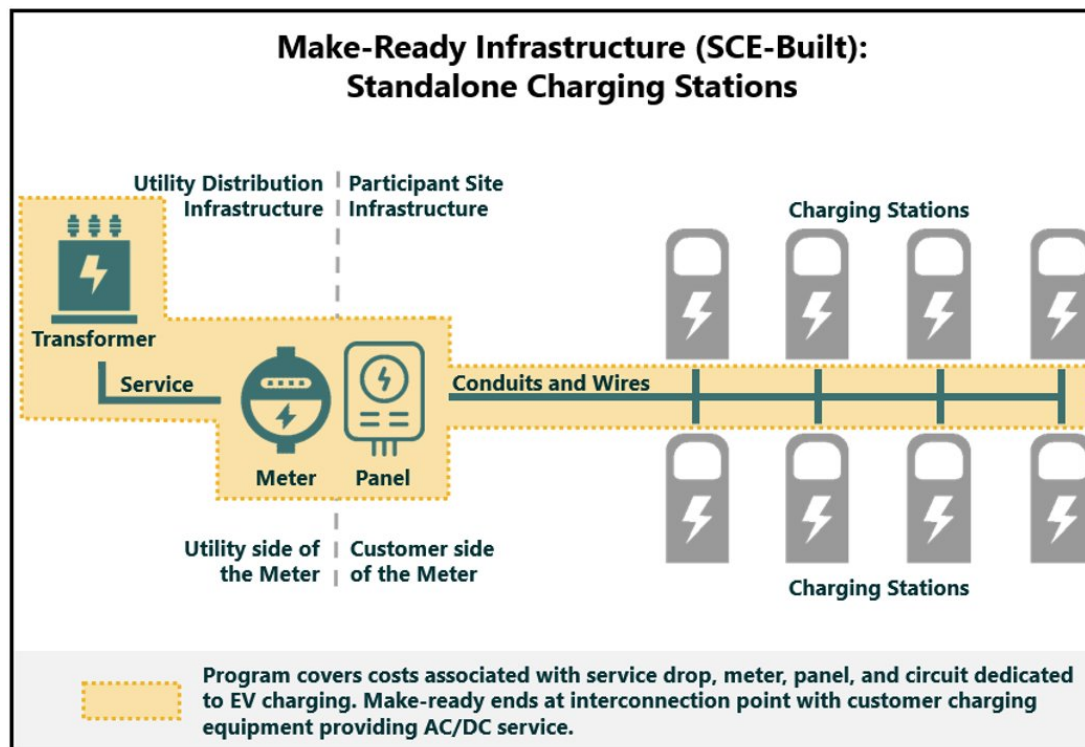 Make-Ready Infrastructure (SCE-Built):
Standalone Charging Stations
Utility Distribution
Infrastructure
Participant Site
Infrastructure
Charging Stations
Transformer
Service
Conduits and Wires
Meter
Panel
Utility side of
the Meter
Customer side
of the Meter
Charging Stations
Program covers costs associated with service drop, meter, panel, and circuit dedicated
to EV charging. Make-ready ends at interconnection point with customer charging
equipment providing AC/DC service.